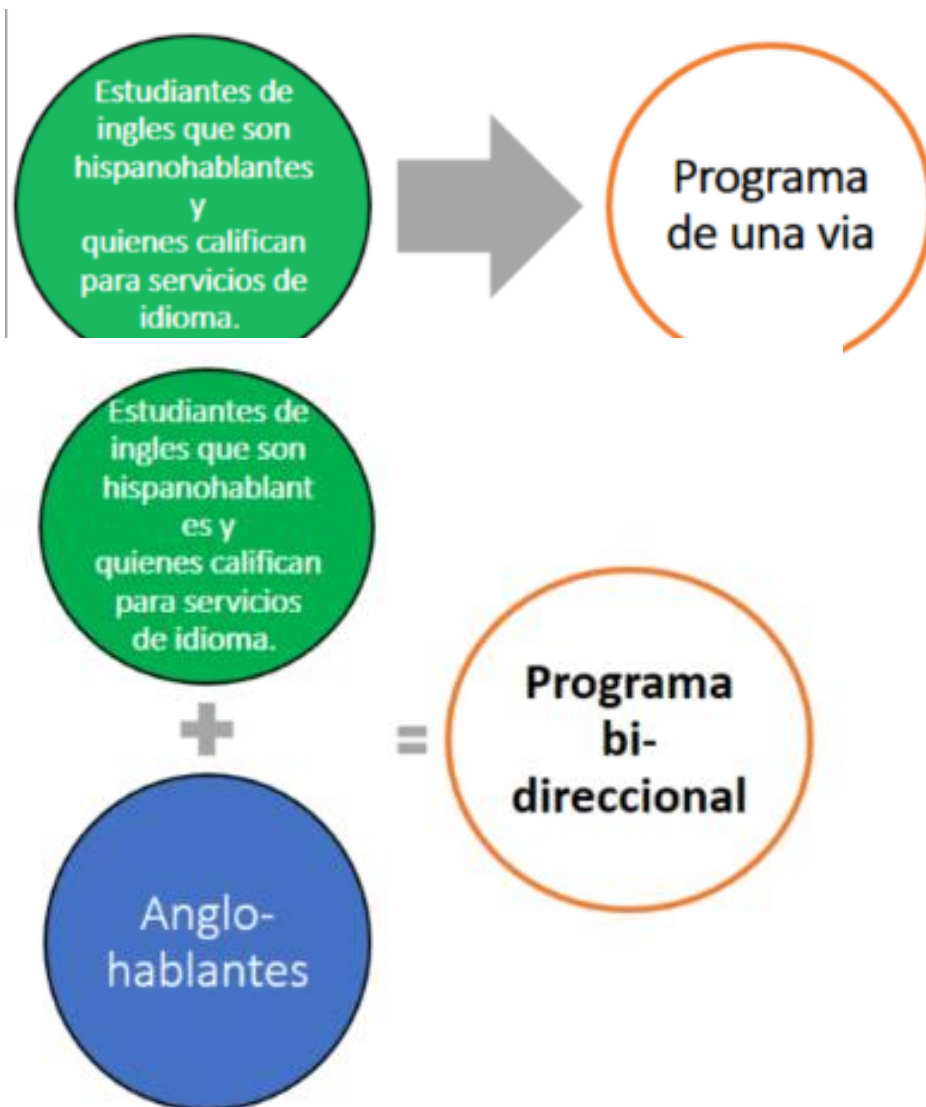 Estudiantes de
ingles que son
hispanohablantes
y
quienes califican
para servicios de
idioma.
Programa
de una via
Estudiantes de
ingles que son
hispanohablant
es y
quienes califican
para servicios
de idioma.
+
=
Programa
bi-
direccional
Anglo-
hablantes